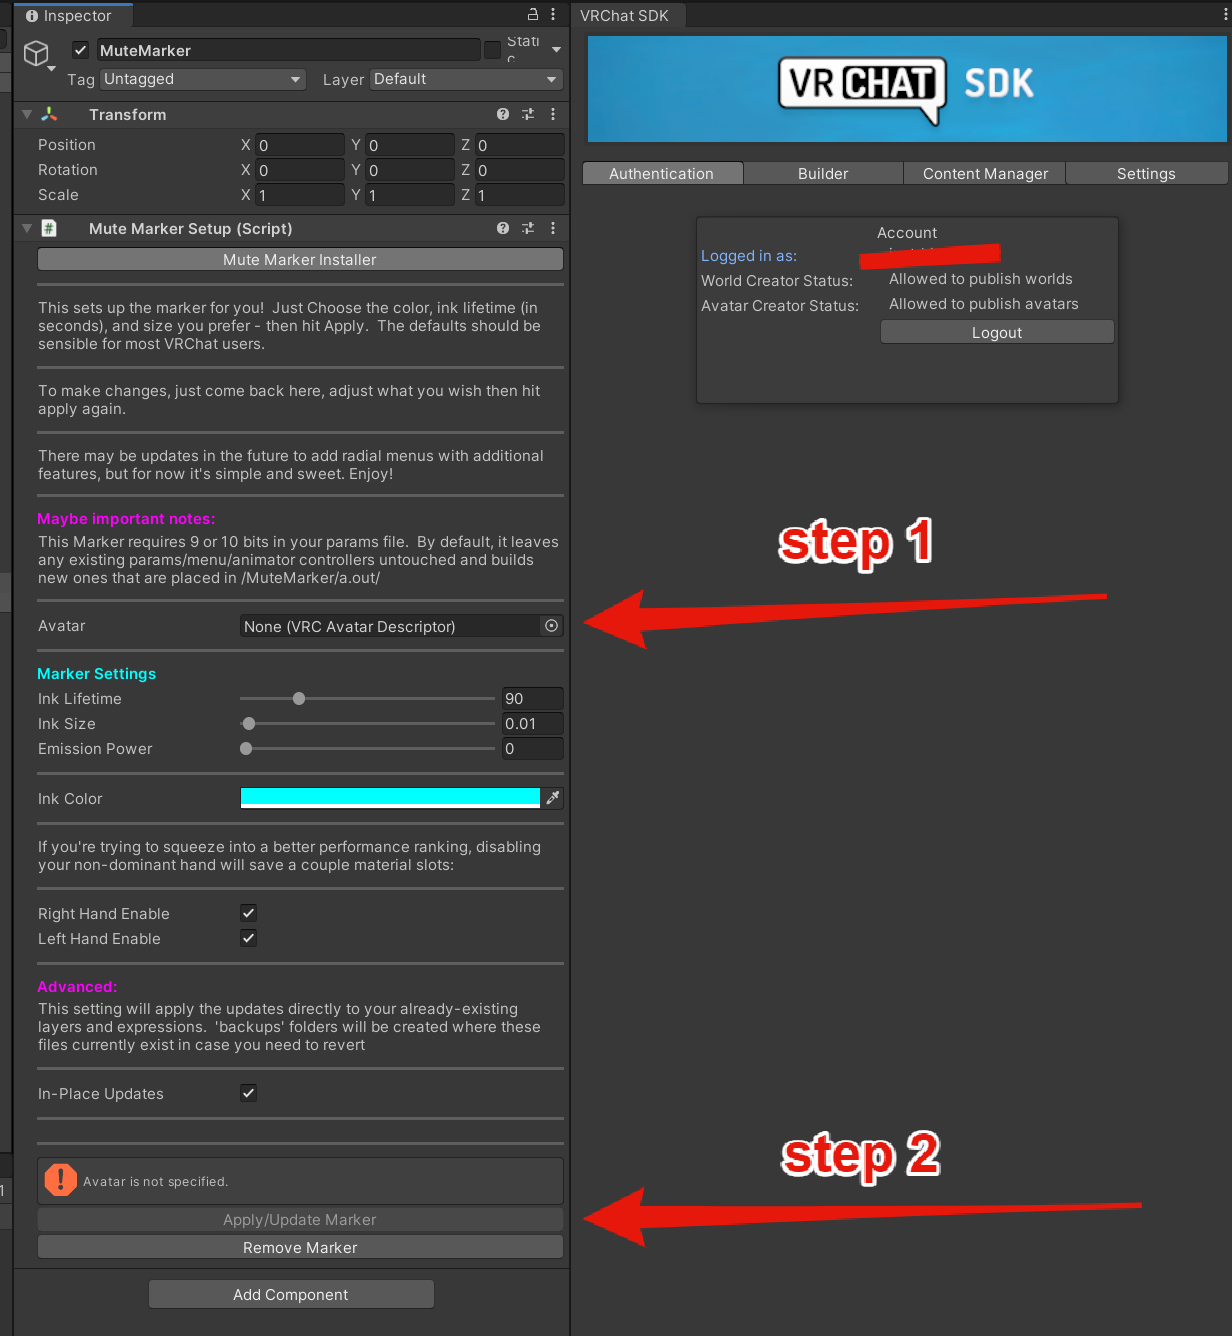 Inspector
MuteMarker
Static
Tag Untagged Layer Default
Transform
Position X 0 Y 0 Z 0
Rotation X 0 Y 0 Z 0
Scale X 1 Y 1 Z 1
# Mute Marker Setup (Script)
Mute Marker Installer
This sets up the marker for you! Just Choose the color, ink lifetime (in
seconds), and size you prefer - then hit Apply. The defaults should be
sensible for most VRChat users.
To make changes, just come back here, adjust what you wish then hit
apply again.
There may be updates in the future to add radial menus with additional
features, but for now it's simple and sweet. Enjoy!
Maybe important notes:
This Marker requires 9 or 10 bits in your params file. By default, it leaves
any existing params/menu/animator controllers untouched and builds
new ones that are placed in /MuteMarker/a.out/
Avatar None (VRC Avatar Descriptor)
Marker Settings
Ink Lifetime 90
Ink Size 0.01
Emission Power 0
Ink Color
If you're trying to squeeze into a better performance ranking, disabling
your non-dominant hand will save a couple material slots:
Right Hand Enable
Left Hand Enable
Advanced:
This setting will apply the updates directly to your already-existing
layers and expressions. 'backups' folders will be created where these
files currently exist in case you need to revert
In-Place Updates
Avatar is not specified.
Apply/Update Marker
Remove Marker
Add Component
VRChat SDK
VRCHAT SDK
Authentication Builder Content Manager Settings
Account
Logged in as:
World Creator Status: Allowed to publish worlds
Avatar Creator Status: Allowed to publish avatars
Logout
step 1
step 2